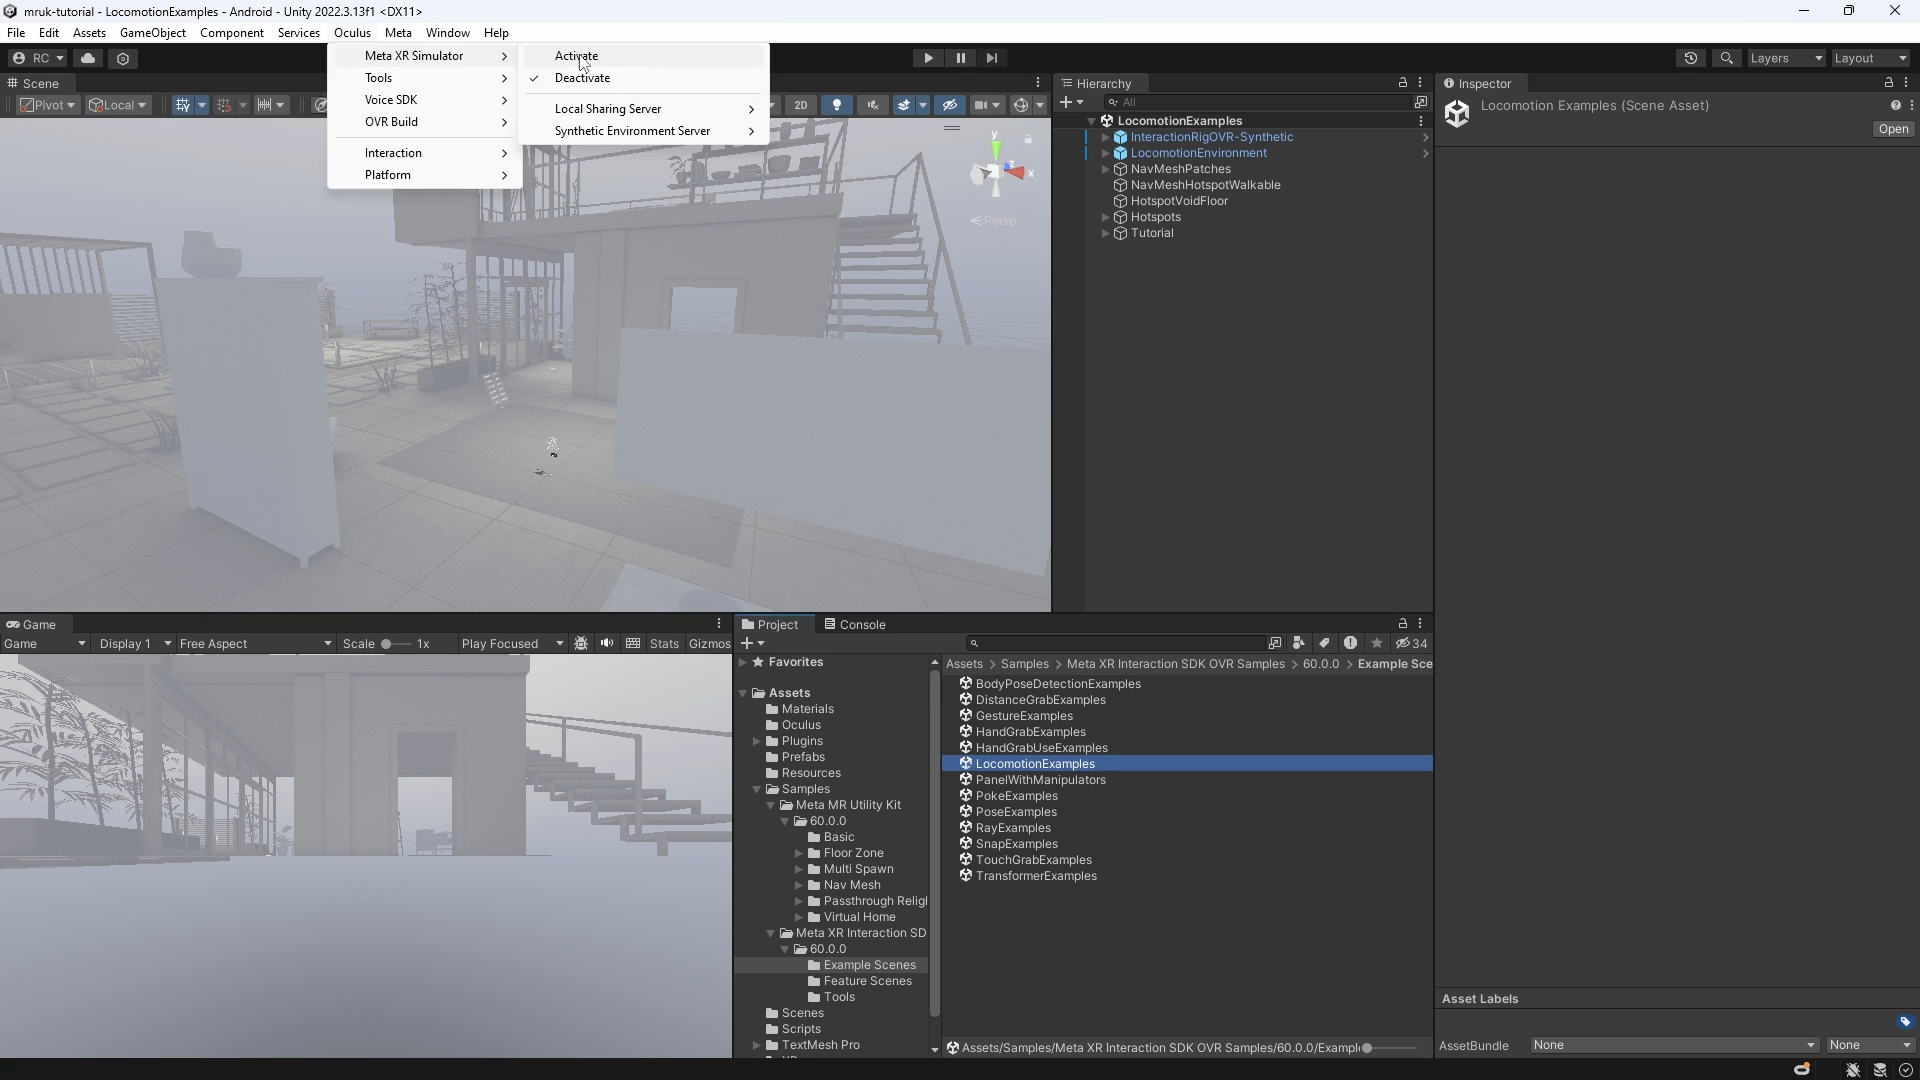 mruk-tutorial - LocomotionExamples - Android - Unity 2022.3.13f1 <DX11>
File Edit Assets GameObject Component Services Oculus Meta Window Help
RC
Layers Layout
Meta XR Simulator
Tools
Voice SDK
OVR Build
Interaction
Platform
Activate
Deactivate
Local Sharing Server
Synthetic Environment Server
Scene
Pivot Local 2D
y
z
x
Persp
Hierarchy
All
LocomotionExamples
InteractionRigOVR-Synthetic
LocomotionEnvironment
NavMeshPatches
NavMeshHotspotWalkable
HotspotVoidFloor
Hotspots
Tutorial
Inspector
Locomotion Examples (Scene Asset)
Open
Game
Game Display 1 Free Aspect Scale 1x Play Focused Stats Gizmos
Project Console
34
Favorites
Assets
Materials
Oculus
Plugins
Prefabs
Resources
Samples
Meta MR Utility Kit
60.0.0
Basic
Floor Zone
Multi Spawn
Nav Mesh
Passthrough Religl
Virtual Home
Meta XR Interaction SD
60.0.0
Example Scenes
Feature Scenes
Tools
Scenes
Scripts
TextMesh Pro
Assets > Samples > Meta XR Interaction SDK OVR Samples > 60.0.0 > Example Sce
BodyPoseDetectionExamples
DistanceGrabExamples
GestureExamples
HandGrabExamples
HandGrabUseExamples
LocomotionExamples
PanelWithManipulators
PokeExamples
PoseExamples
RayExamples
SnapExamples
TouchGrabExamples
TransformerExamples
Assets/Samples/Meta XR Interaction SDK OVR Samples/60.0.0/Exampl
Asset Labels
AssetBundle None None